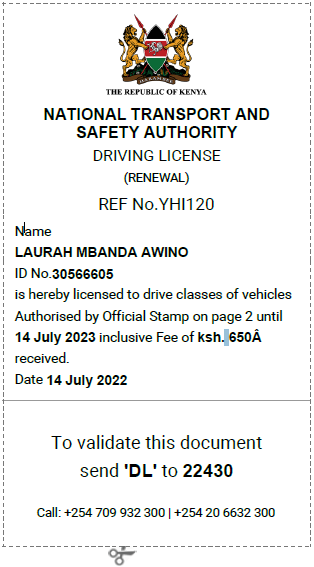 HARAMBEE
THE REPUBLIC OF KENYA
NATIONAL TRANSPORT AND
SAFETY AUTHORITY
DRIVING LICENSE
(RENEWAL)
REF No.YHI120
Name
LAURAH MBANDA AWINO
ID No.30566605
is hereby licensed to drive classes of vehicles
Authorised by Official Stamp on page 2 until
14 July 2023 inclusive Fee of ksh. 650Â
received.
Date 14 July 2022
To validate this document
send 'DL' to 22430
Call: +254 709 932 300 | +254 20 6632 300